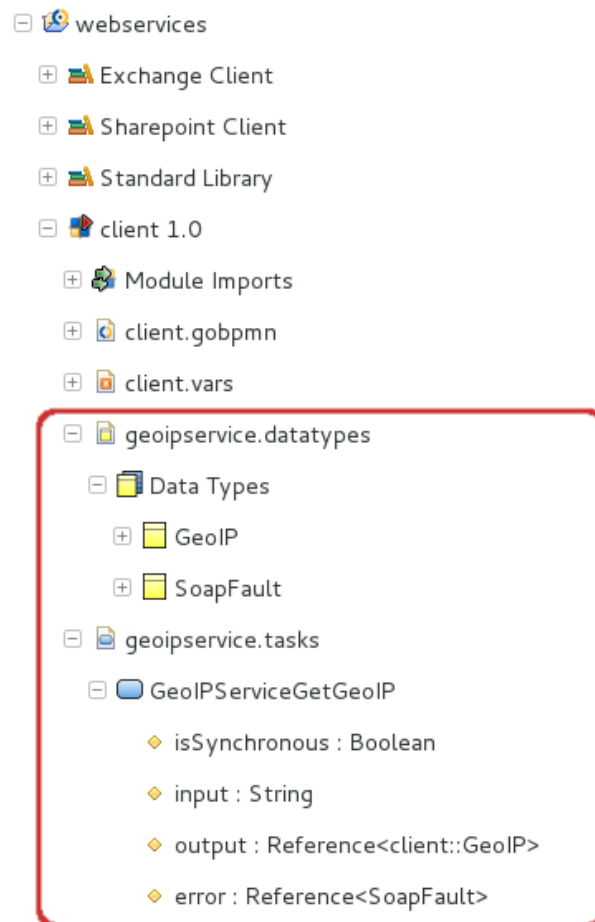 webservices
Exchange Client
Sharepoint Client
Standard Library
client 1.0
Module Imports
client.gobpmn
client.vars
geoipservice.datatypes
Data Types
GeoIP
SoapFault
geoipservice.tasks
GeoIPServiceGetGeoIP
isSynchronous : Boolean
input : String
output : Reference<client::GeoIP>
error : Reference<SoapFault>